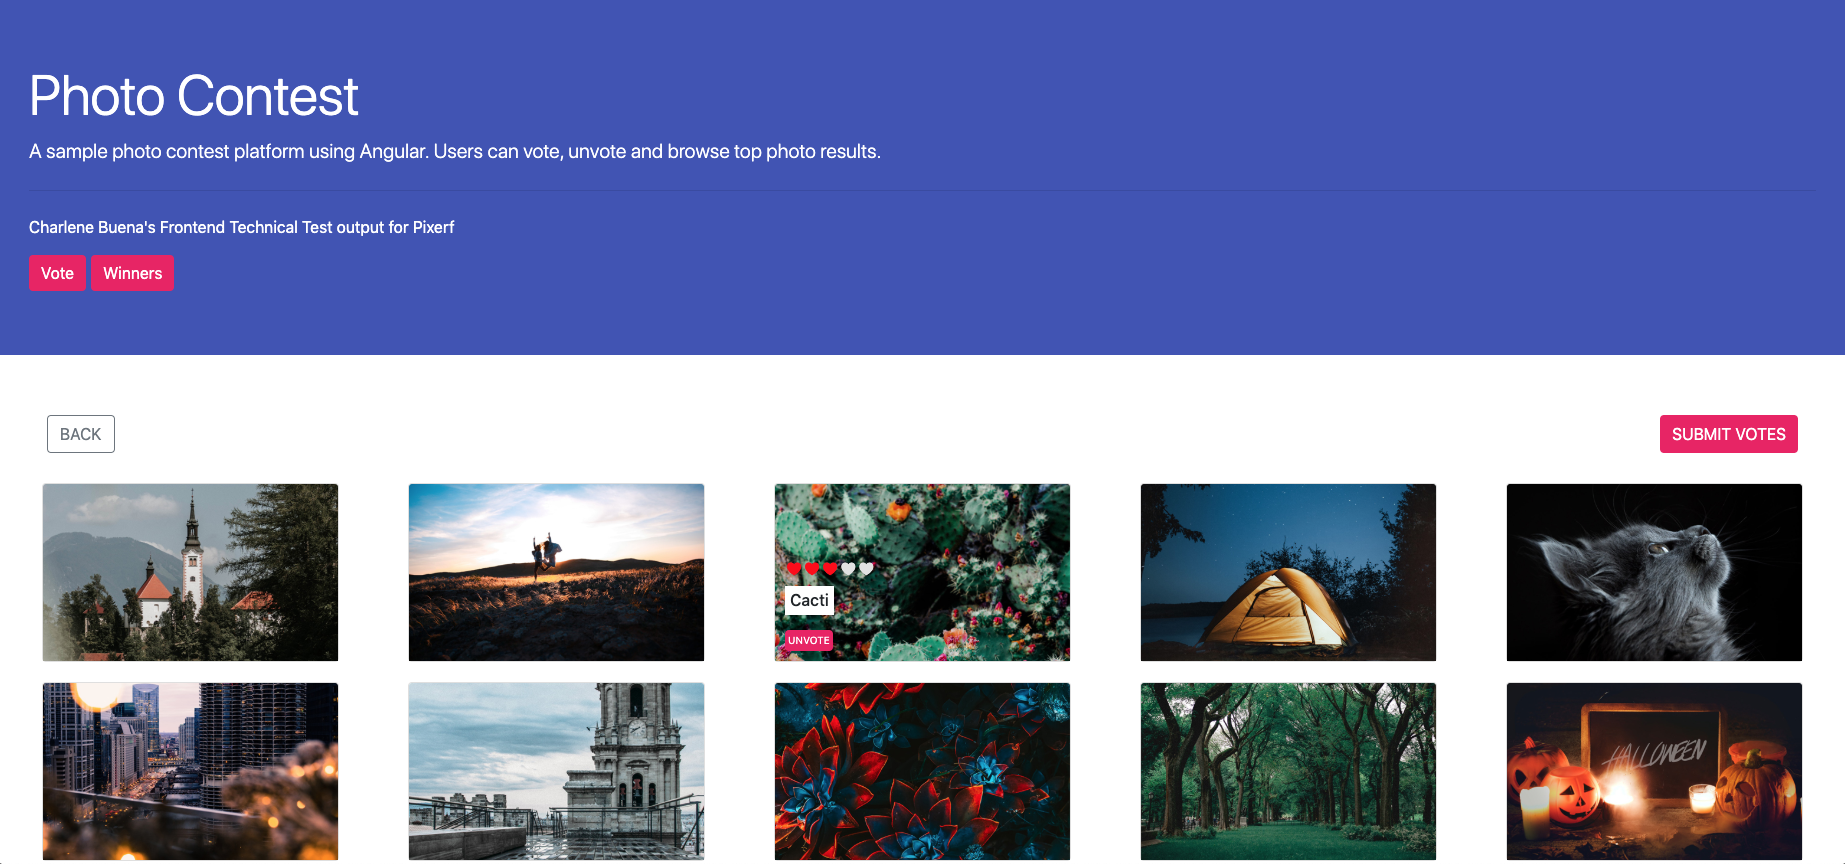 Photo Contest
A sample photo contest platform using Angular. Users can vote, unvote and browse top photo results.
Charlene Buena's Frontend Technical Test output for Pixerf
Vote Winners
BACK SUBMIT VOTES
Cacti
UNVOTE
HALLOWEEN